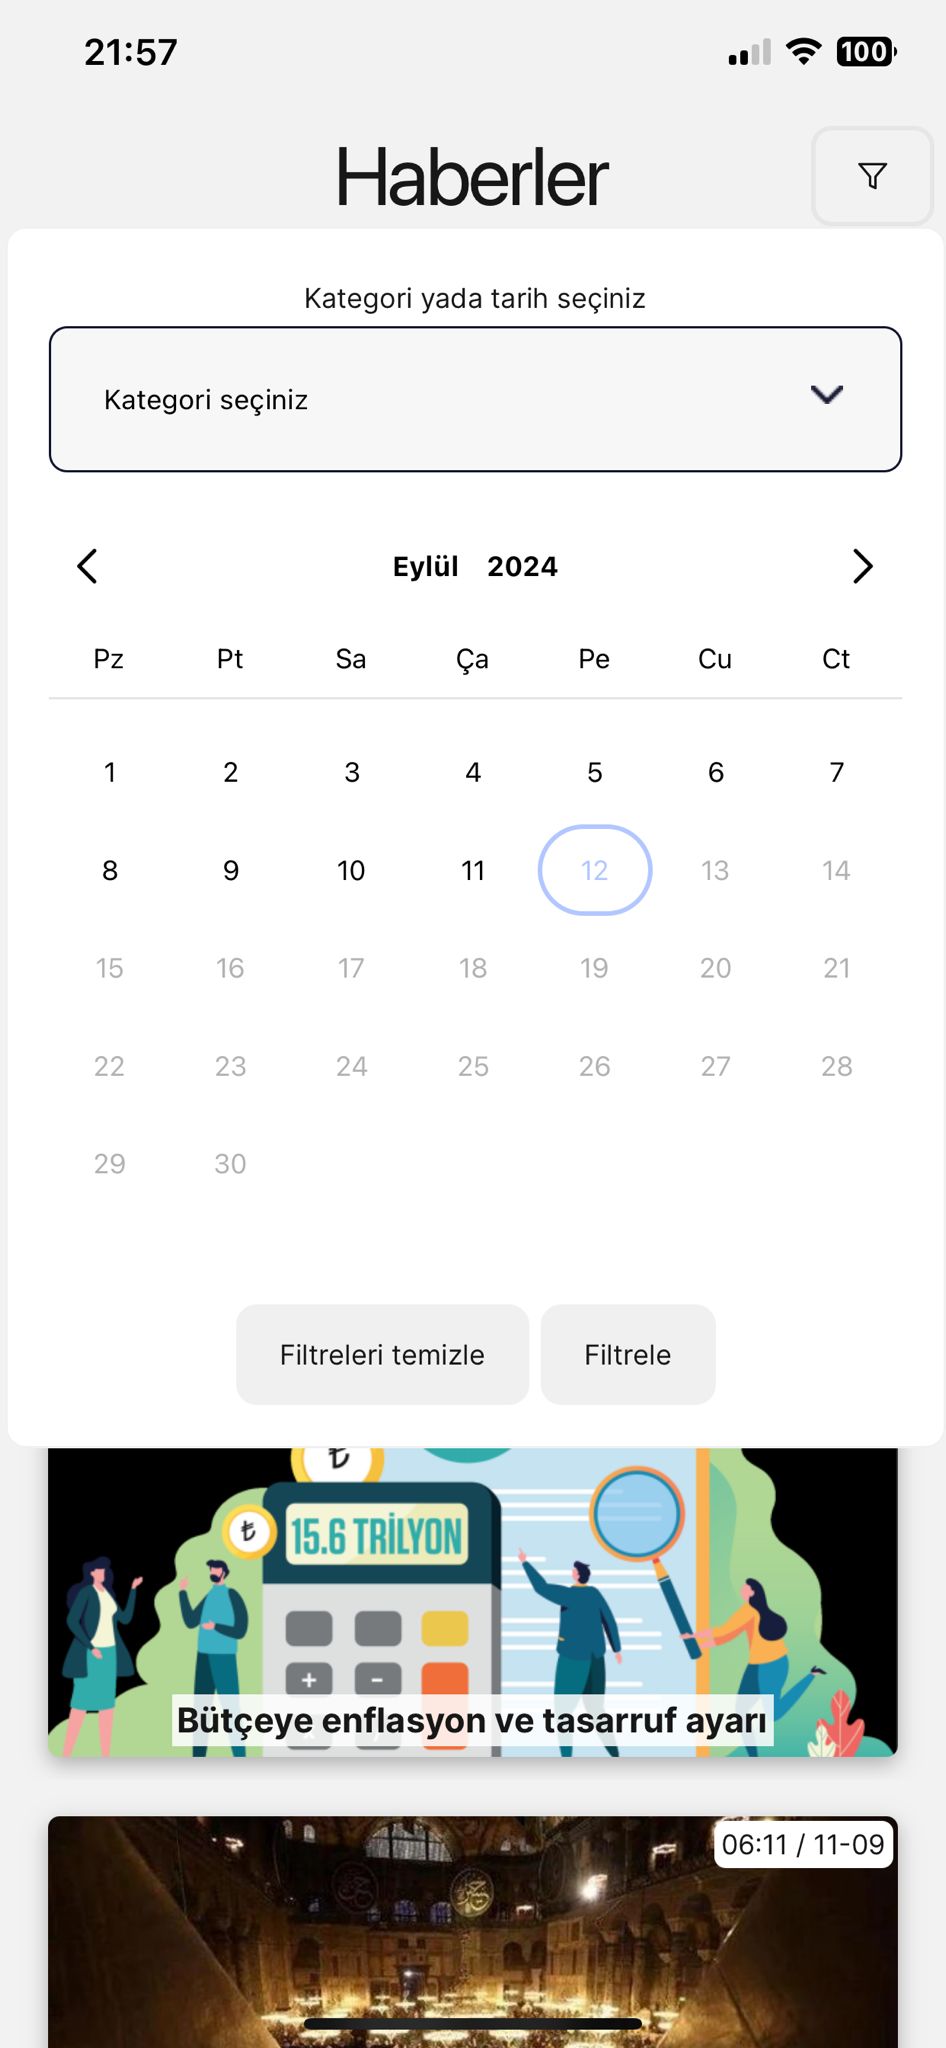 21:57
100
Haberler
Kategori yada tarih seçiniz
Kategori seçiniz
Eylül 2024
Pz Pt Sa Ça Pe Cu Ct
1 2 3 4 5 6 7
8 9 10 11 12 13 14
15 16 17 18 19 20 21
22 23 24 25 26 27 28
29 30
Filtreleri temizle Filtrele
₺
₺ 15.6 TRİLYON
+ -
Bütçeye enflasyon ve tasarruf ayarı
06:11 / 11-09